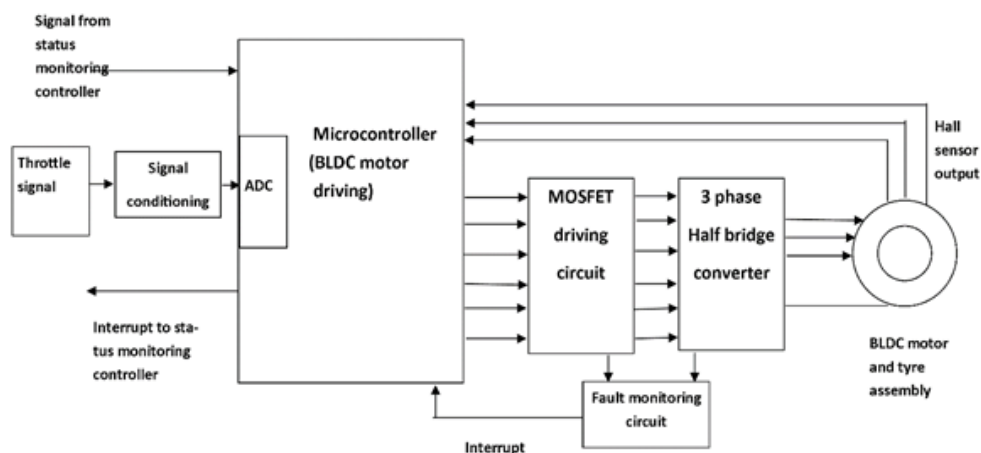 Signal from
status
monitoring
controller
Throttle
signal
Signal
conditioning
ADC
Microcontroller
(BLDC motor
driving)
Interrupt to sta-
tus monitoring
controller
MOSFET
driving
circuit
3 phase
Half bridge
converter
Hall
sensor
output
BLDC motor
and tyre
assembly
Fault monitoring
circuit
Interrupt